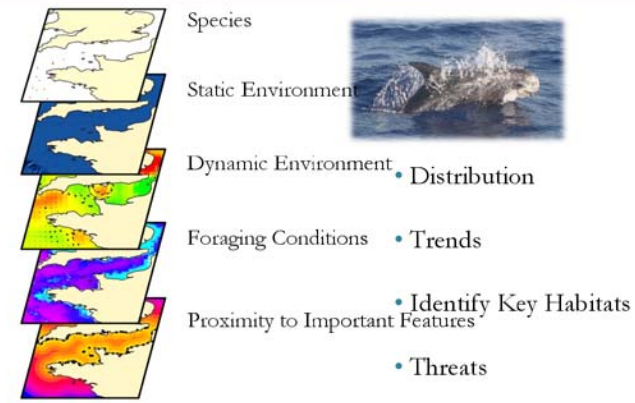 Species
Static Environment
Dynamic Environment
• Distribution
Foraging Conditions
• Trends
• Identify Key Habitats
Proximity to Important Features
• Threats